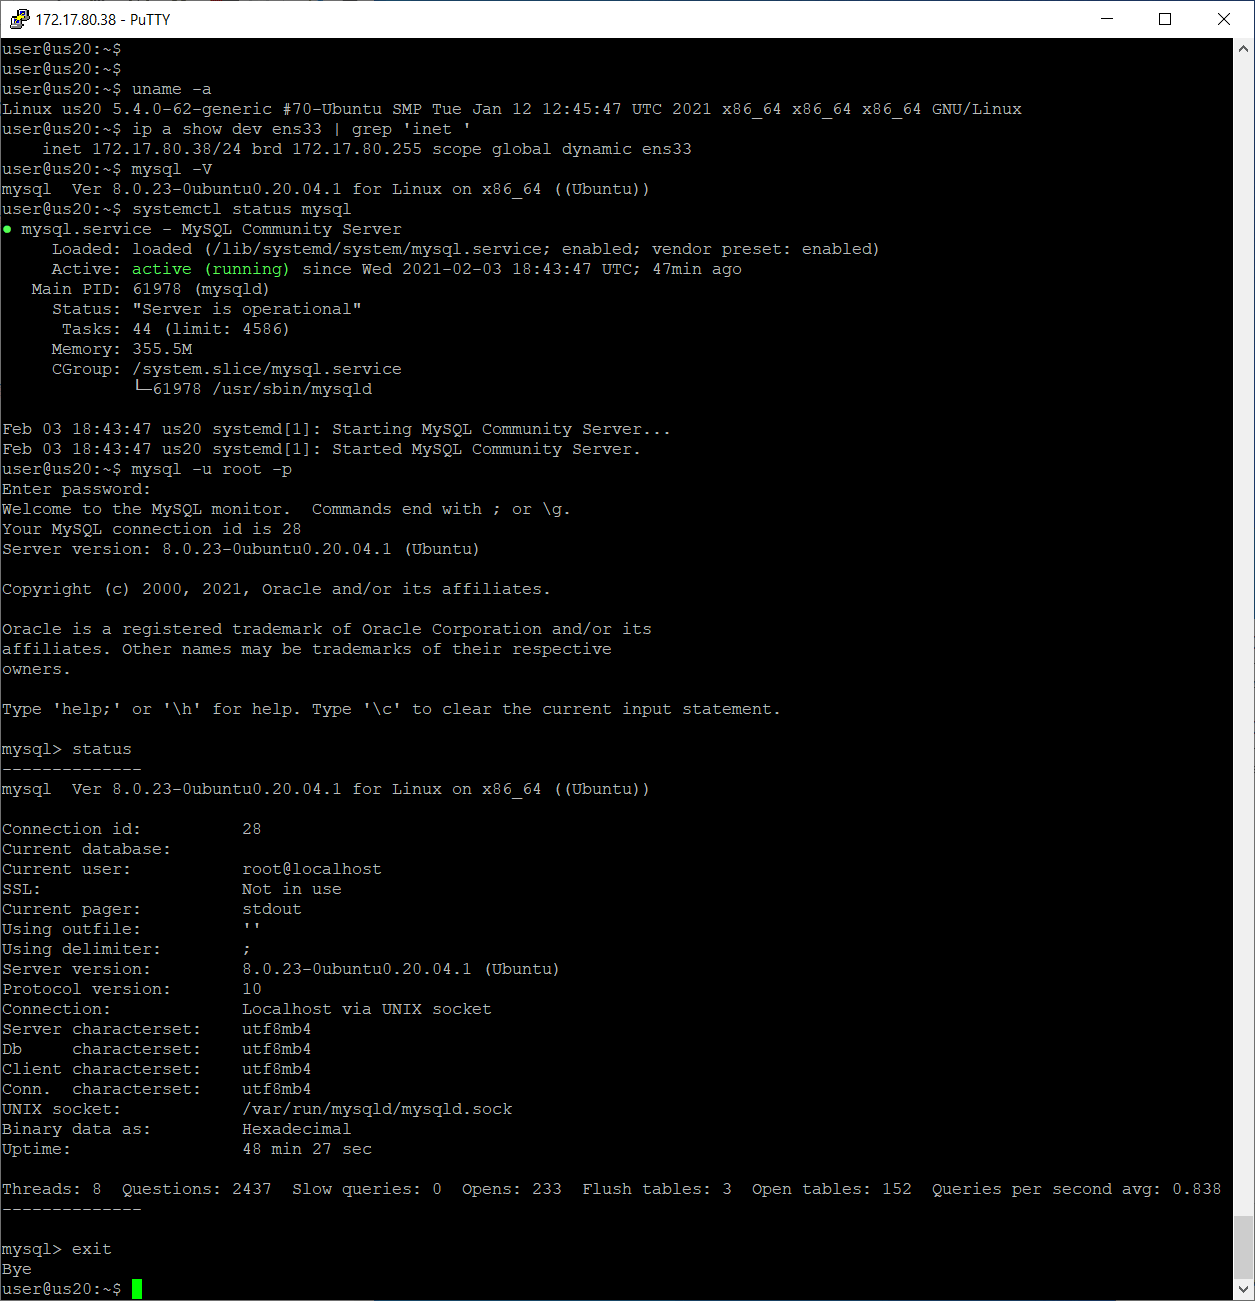 172.17.80.38 - PuTTY
user@us20:~$
user@us20:~$
user@us20:~$ uname -a
Linux us20 5.4.0-62-generic #70-Ubuntu SMP Tue Jan 12 12:45:47 UTC 2021 x86_64 x86_64 x86_64 GNU/Linux
user@us20:~$ ip a show dev ens33 | grep 'inet '
    inet 172.17.80.38/24 brd 172.17.80.255 scope global dynamic ens33
user@us20:~$ mysql -V
mysql  Ver 8.0.23-0ubuntu0.20.04.1 for Linux on x86_64 ((Ubuntu))
user@us20:~$ systemctl status mysql
● mysql.service - MySQL Community Server
     Loaded: loaded (/lib/systemd/system/mysql.service; enabled; vendor preset: enabled)
     Active: active (running) since Wed 2021-02-03 18:43:47 UTC; 47min ago
   Main PID: 61978 (mysqld)
     Status: "Server is operational"
      Tasks: 44 (limit: 4586)
     Memory: 355.5M
     CGroup: /system.slice/mysql.service
             └─61978 /usr/sbin/mysqld
Feb 03 18:43:47 us20 systemd[1]: Starting MySQL Community Server...
Feb 03 18:43:47 us20 systemd[1]: Started MySQL Community Server.
user@us20:~$ mysql -u root -p
Enter password:
Welcome to the MySQL monitor.  Commands end with ; or \g.
Your MySQL connection id is 28
Server version: 8.0.23-0ubuntu0.20.04.1 (Ubuntu)
Copyright (c) 2000, 2021, Oracle and/or its affiliates.
Oracle is a registered trademark of Oracle Corporation and/or its
affiliates. Other names may be trademarks of their respective
owners.
Type 'help;' or '\h' for help. Type '\c' to clear the current input statement.
mysql> status
--------------
mysql  Ver 8.0.23-0ubuntu0.20.04.1 for Linux on x86_64 ((Ubuntu))
Connection id:          28
Current database:
Current user:           root@localhost
SSL:                    Not in use
Current pager:          stdout
Using outfile:          ''
Using delimiter:        ;
Server version:         8.0.23-0ubuntu0.20.04.1 (Ubuntu)
Protocol version:       10
Connection:             Localhost via UNIX socket
Server characterset:    utf8mb4
Db     characterset:    utf8mb4
Client characterset:    utf8mb4
Conn.  characterset:    utf8mb4
UNIX socket:            /var/run/mysqld/mysqld.sock
Binary data as:         Hexadecimal
Uptime:                 48 min 27 sec
Threads: 8  Questions: 2437  Slow queries: 0  Opens: 233  Flush tables: 3  Open tables: 152  Queries per second avg: 0.838
--------------
mysql> exit
Bye
user@us20:~$